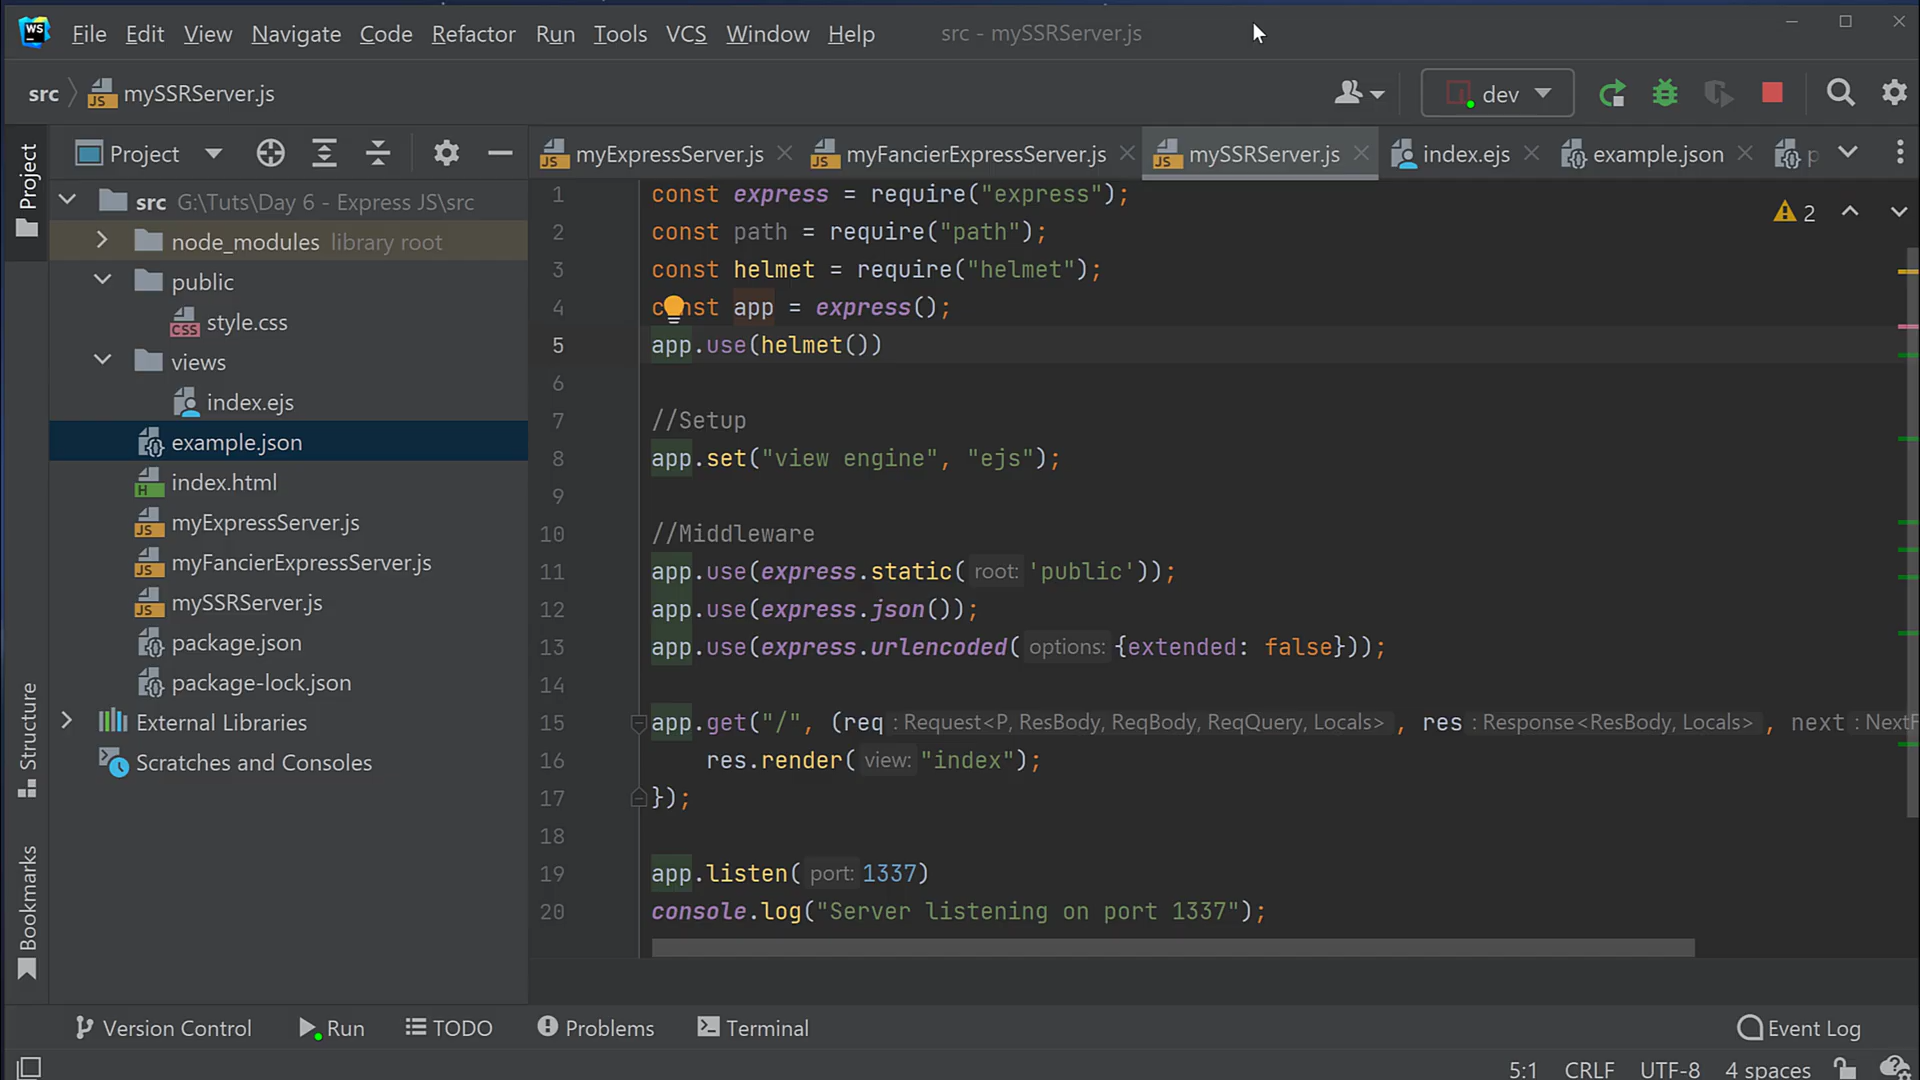 WS File Edit View Navigate Code Refactor Run Tools VCS Window Help src - mySSRServer.js
src mySSRServer.js dev
Project
Project
myExpressServer.js myFancierExpressServer.js mySSRServer.js index.ejs example.json p
src G:\Tuts\Day 6 - Express JS\src
node_modules library root
public
style.css
views
index.ejs
example.json
index.html
myExpressServer.js
myFancierExpressServer.js
mySSRServer.js
package.json
package-lock.json
External Libraries
Scratches and Consoles
Structure
Bookmarks
2
1 const express = require("express");
2 const path = require("path");
3 const helmet = require("helmet");
4 const app = express();
5 app.use(helmet())
6
7 //Setup
8 app.set("view engine", "ejs");
9
10 //Middleware
11 app.use(express.static( root: 'public'));
12 app.use(express.json());
13 app.use(express.urlencoded( options: {extended: false}));
14
15 app.get("/", (req : Request<P, ResBody, ReqBody, ReqQuery, Locals> , res : Response<ResBody, Locals> , next : NextF
16 res.render( view: "index");
17 });
18
19 app.listen( port: 1337)
20 console.log("Server listening on port 1337");
Version Control Run TODO Problems Terminal Event Log
5:1 CRLF UTF-8 4 spaces